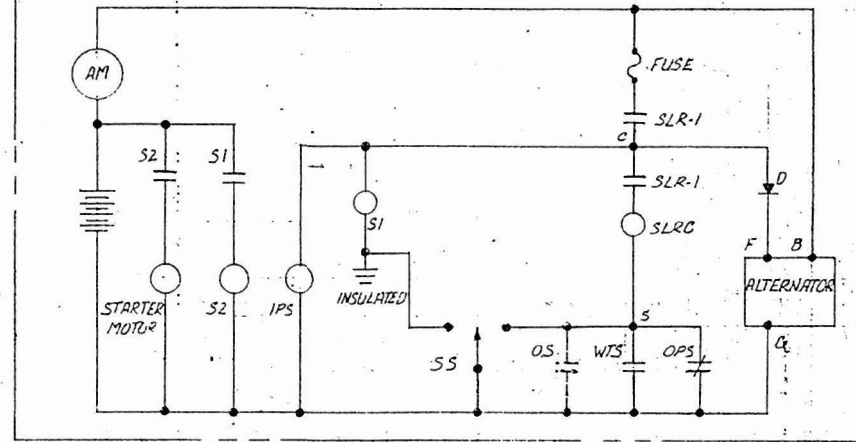 AM
FUSE
SLR-1
C
S2
S1
SLR-1
D
S1
SLRC
F
B
INSULATED
ALTERNATOR
STARTER
MOTOR
S2
IPS
S
G
SS
OS
WTS
OPS